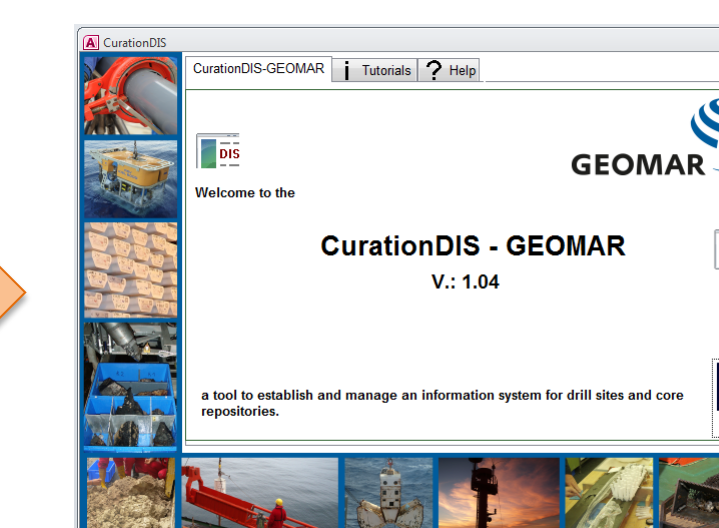 CurationDIS
CurationDIS-GEOMAR
Tutorials
? Help
DIS
GEOMAR
Welcome to the
CurationDIS - GEOMAR
V.: 1.04
a tool to establish and manage an information system for drill sites and core
repositories.